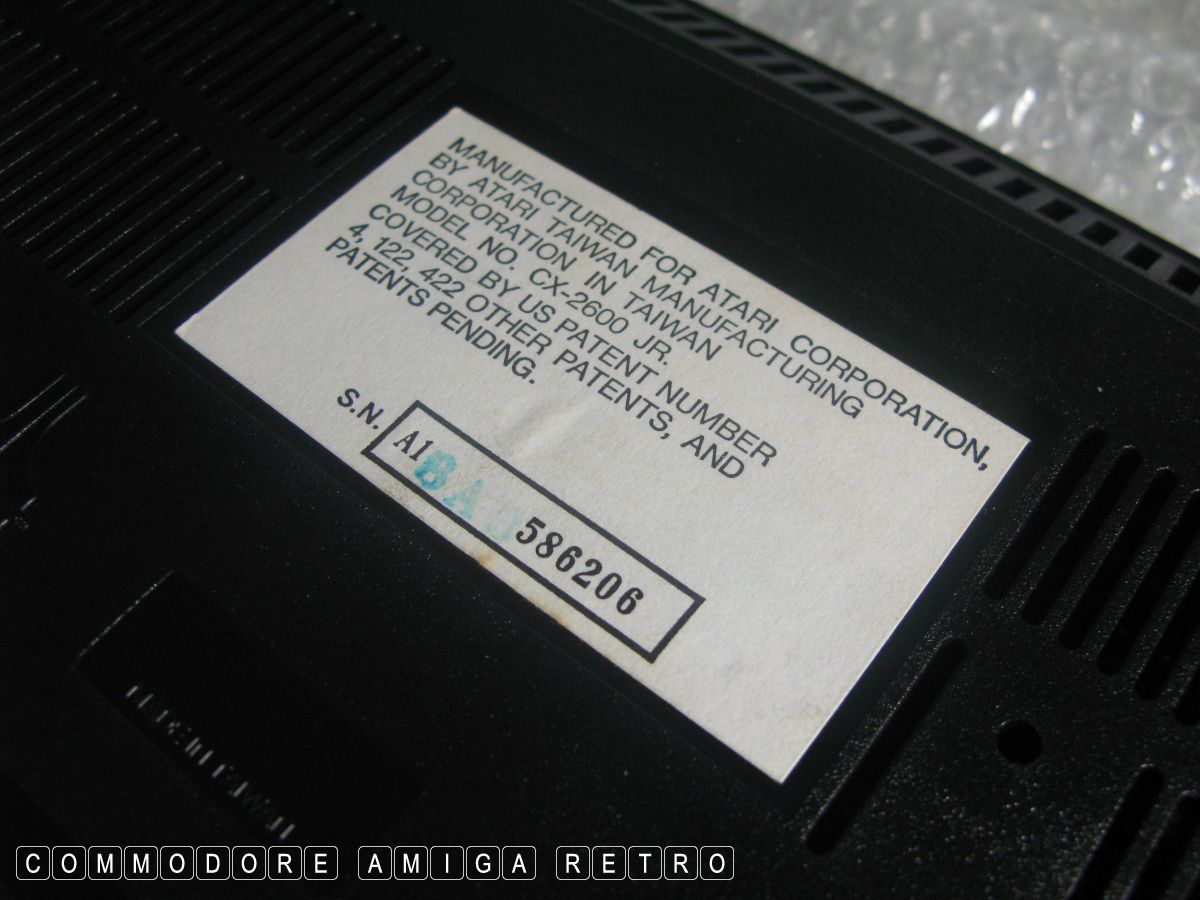 MANUFACTURED FOR ATARI CORPORATION,
BY ATARI TAIWAN MANUFACTURING
CORPORATION IN TAIWAN
MODEL NO. CX-2600 JR.
COVERED BY US PATENT NUMBER
4, 122, 422 OTHER PATENTS, AND
PATENTS PENDING.
S.N. A1 8A 586206
COMMODORE AMIGA RETRO